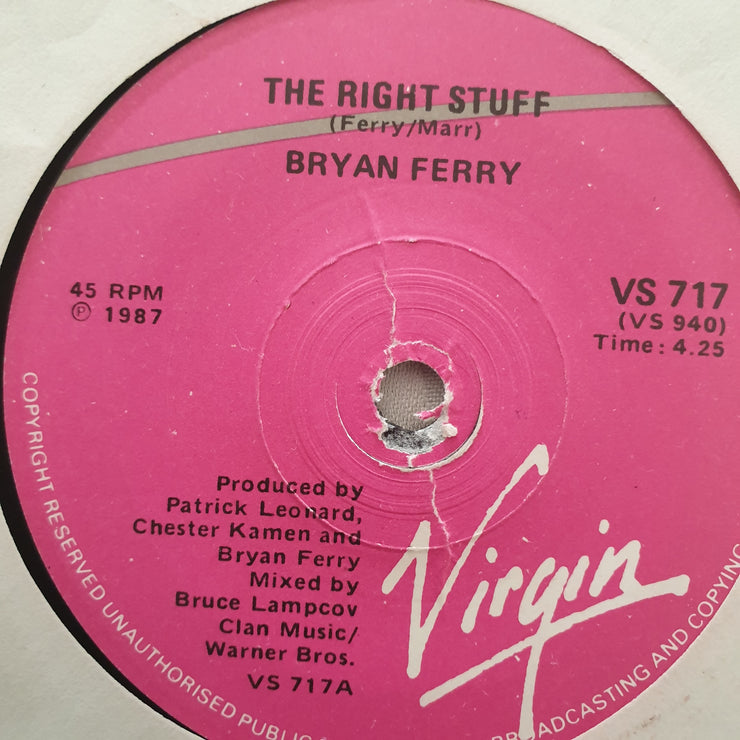 THE RIGHT STUFF
(Ferry/Marr)
BRYAN FERRY
45 RPM
℗ 1987
VS 717
(VS 940)
Time: 4.25
Produced by
Patrick Leonard,
Chester Kamen and
Bryan Ferry
Mixed by
Bruce Lampcov
Clan Music/
Warner Bros.
VS 717A
Virgin
COPYRIGHT RESERVED UNAUTHORISED
BROADCASTING AND COPYING